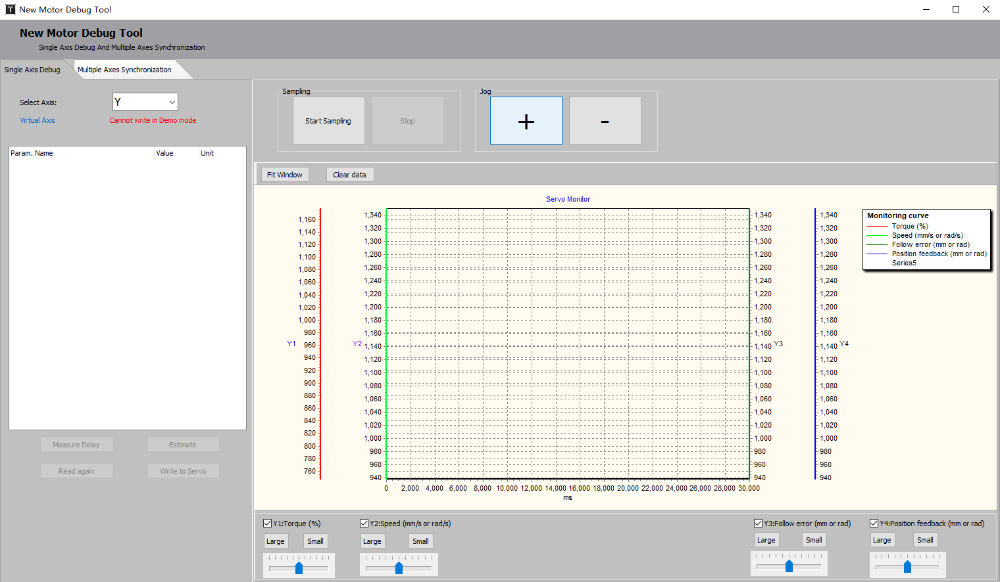 New Motor Debug Tool
New Motor Debug Tool
Single Axis Debug And Multiple Axes Synchronization
Single Axis Debug
Multiple Axes Synchronization
Select Axis:
Y
Virtual Axis
Cannot write in Demo mode
Param. Name Value Unit
Measure Delay Estimate
Read again Write to Servo
Sampling
Start Sampling Stop
Jog
+ -
Fit Window Clear data
Servo Monitor
1,160
1,140
1,120
1,100
1,080
1,060
1,040
1,020
1,000
980
960
940
920
900
880
860
840
820
800
780
760
Y1
1,340
1,320
1,300
1,280
1,260
1,240
1,220
1,200
1,180
1,160
1,140
1,120
1,100
1,080
1,060
1,040
1,020
1,000
980
960
940
Y2
0 2,000 4,000 6,000 8,000 10,000 12,000 14,000 16,000 18,000 20,000 22,000 24,000 26,000 28,000 30,000
ms
1,340
1,320
1,300
1,280
1,260
1,240
1,220
1,200
1,180
1,160
1,140
1,120
1,100
1,080
1,060
1,040
1,020
1,000
980
960
940
Y3
1,340
1,320
1,300
1,280
1,260
1,240
1,220
1,200
1,180
1,160
1,140
1,120
1,100
1,080
1,060
1,040
1,020
1,000
980
960
940
Y4
Monitoring curve
Torque (%)
Speed (mm/s or rad/s)
Follow error (mm or rad)
Position feedback (mm or rad)
Series5
Y1:Torque (%)
Large Small
Y2:Speed (mm/s or rad/s)
Large Small
Y3:Follow error (mm or rad)
Large Small
Y4:Position feedback (mm or rad)
Large Small